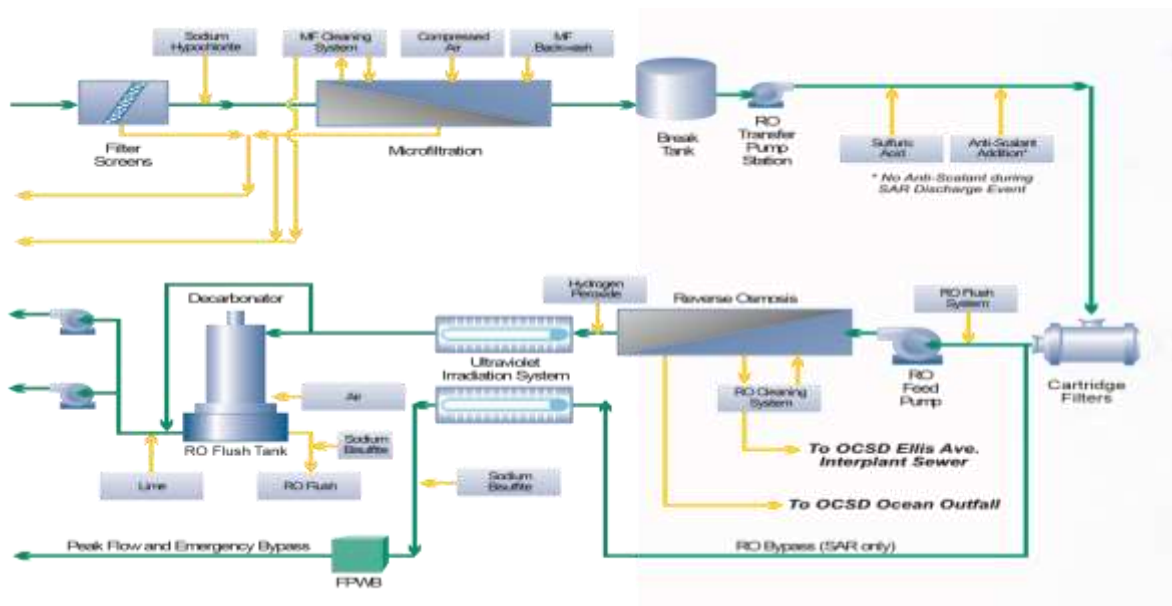 Sodium
Hypochlorite
MF Cleaning
System
Compressed
Air
MF
Backwash
Filter
Screens
Microfiltration
Break
Tank
RO
Transfer
Pump
Station
Sulfuric
Acid
Anti-Scalant
Addition*
* No Anti-Scalant during
SAR Discharge Event
Decarbonator
Hydrogen
Peroxide
Reverse Osmosis
RO Flush
System
Ultraviolet
Irradiation System
RO Cleaning
System
RO
Feed
Pump
Cartridge
Filters
Air
RO Flush Tank
Sodium
Bisulfite
To OCSD Ellis Ave.
Interplant Sewer
Lime
RO Flush
Sodium
Bisulfite
To OCSD Ocean Outfall
Peak Flow and Emergency Bypass
RO Bypass (SAR only)
FPWB